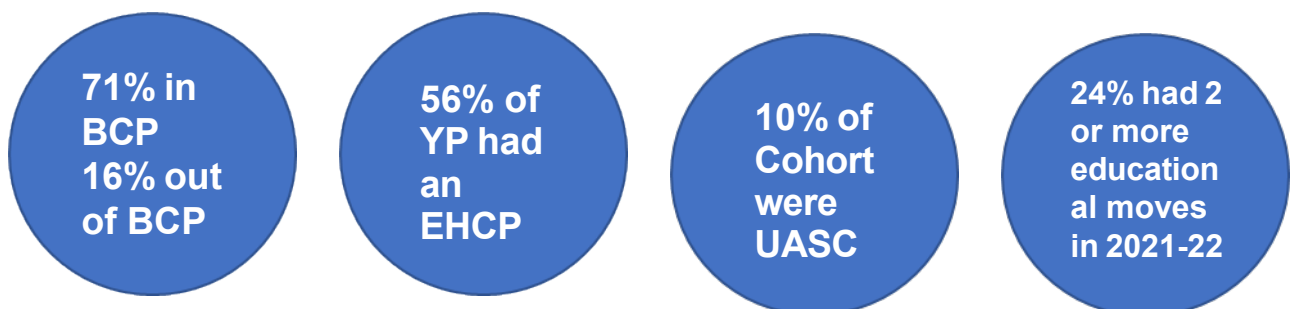 71% in
BCP
16% out
of BCP
56% of
YP had
an
EHCP
10% of
Cohort
were
UASC
24% had 2
or more
education
al moves
in 2021-22